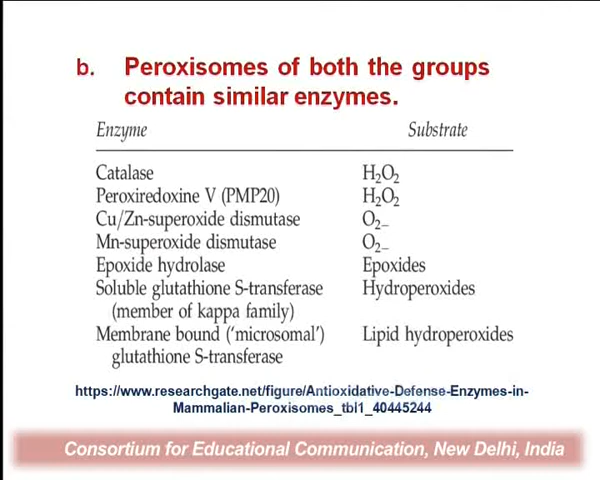 b. Peroxisomes of both the groups
contain similar enzymes.
Enzyme Substrate
Catalase H₂O₂
Peroxiredoxine V (PMP20) H₂O₂
Cu/Zn-superoxide dismutase O₂₋
Mn-superoxide dismutase O₂₋
Epoxide hydrolase Epoxides
Soluble glutathione S-transferase Hydroperoxides
(member of kappa family)
Membrane bound ('microsomal') Lipid hydroperoxides
glutathione S-transferase
https://www.researchgate.net/figure/Antioxidative-Defense-Enzymes-in-
Mammalian-Peroxisomes_tbl1_40445244
Consortium for Educational Communication, New Delhi, India